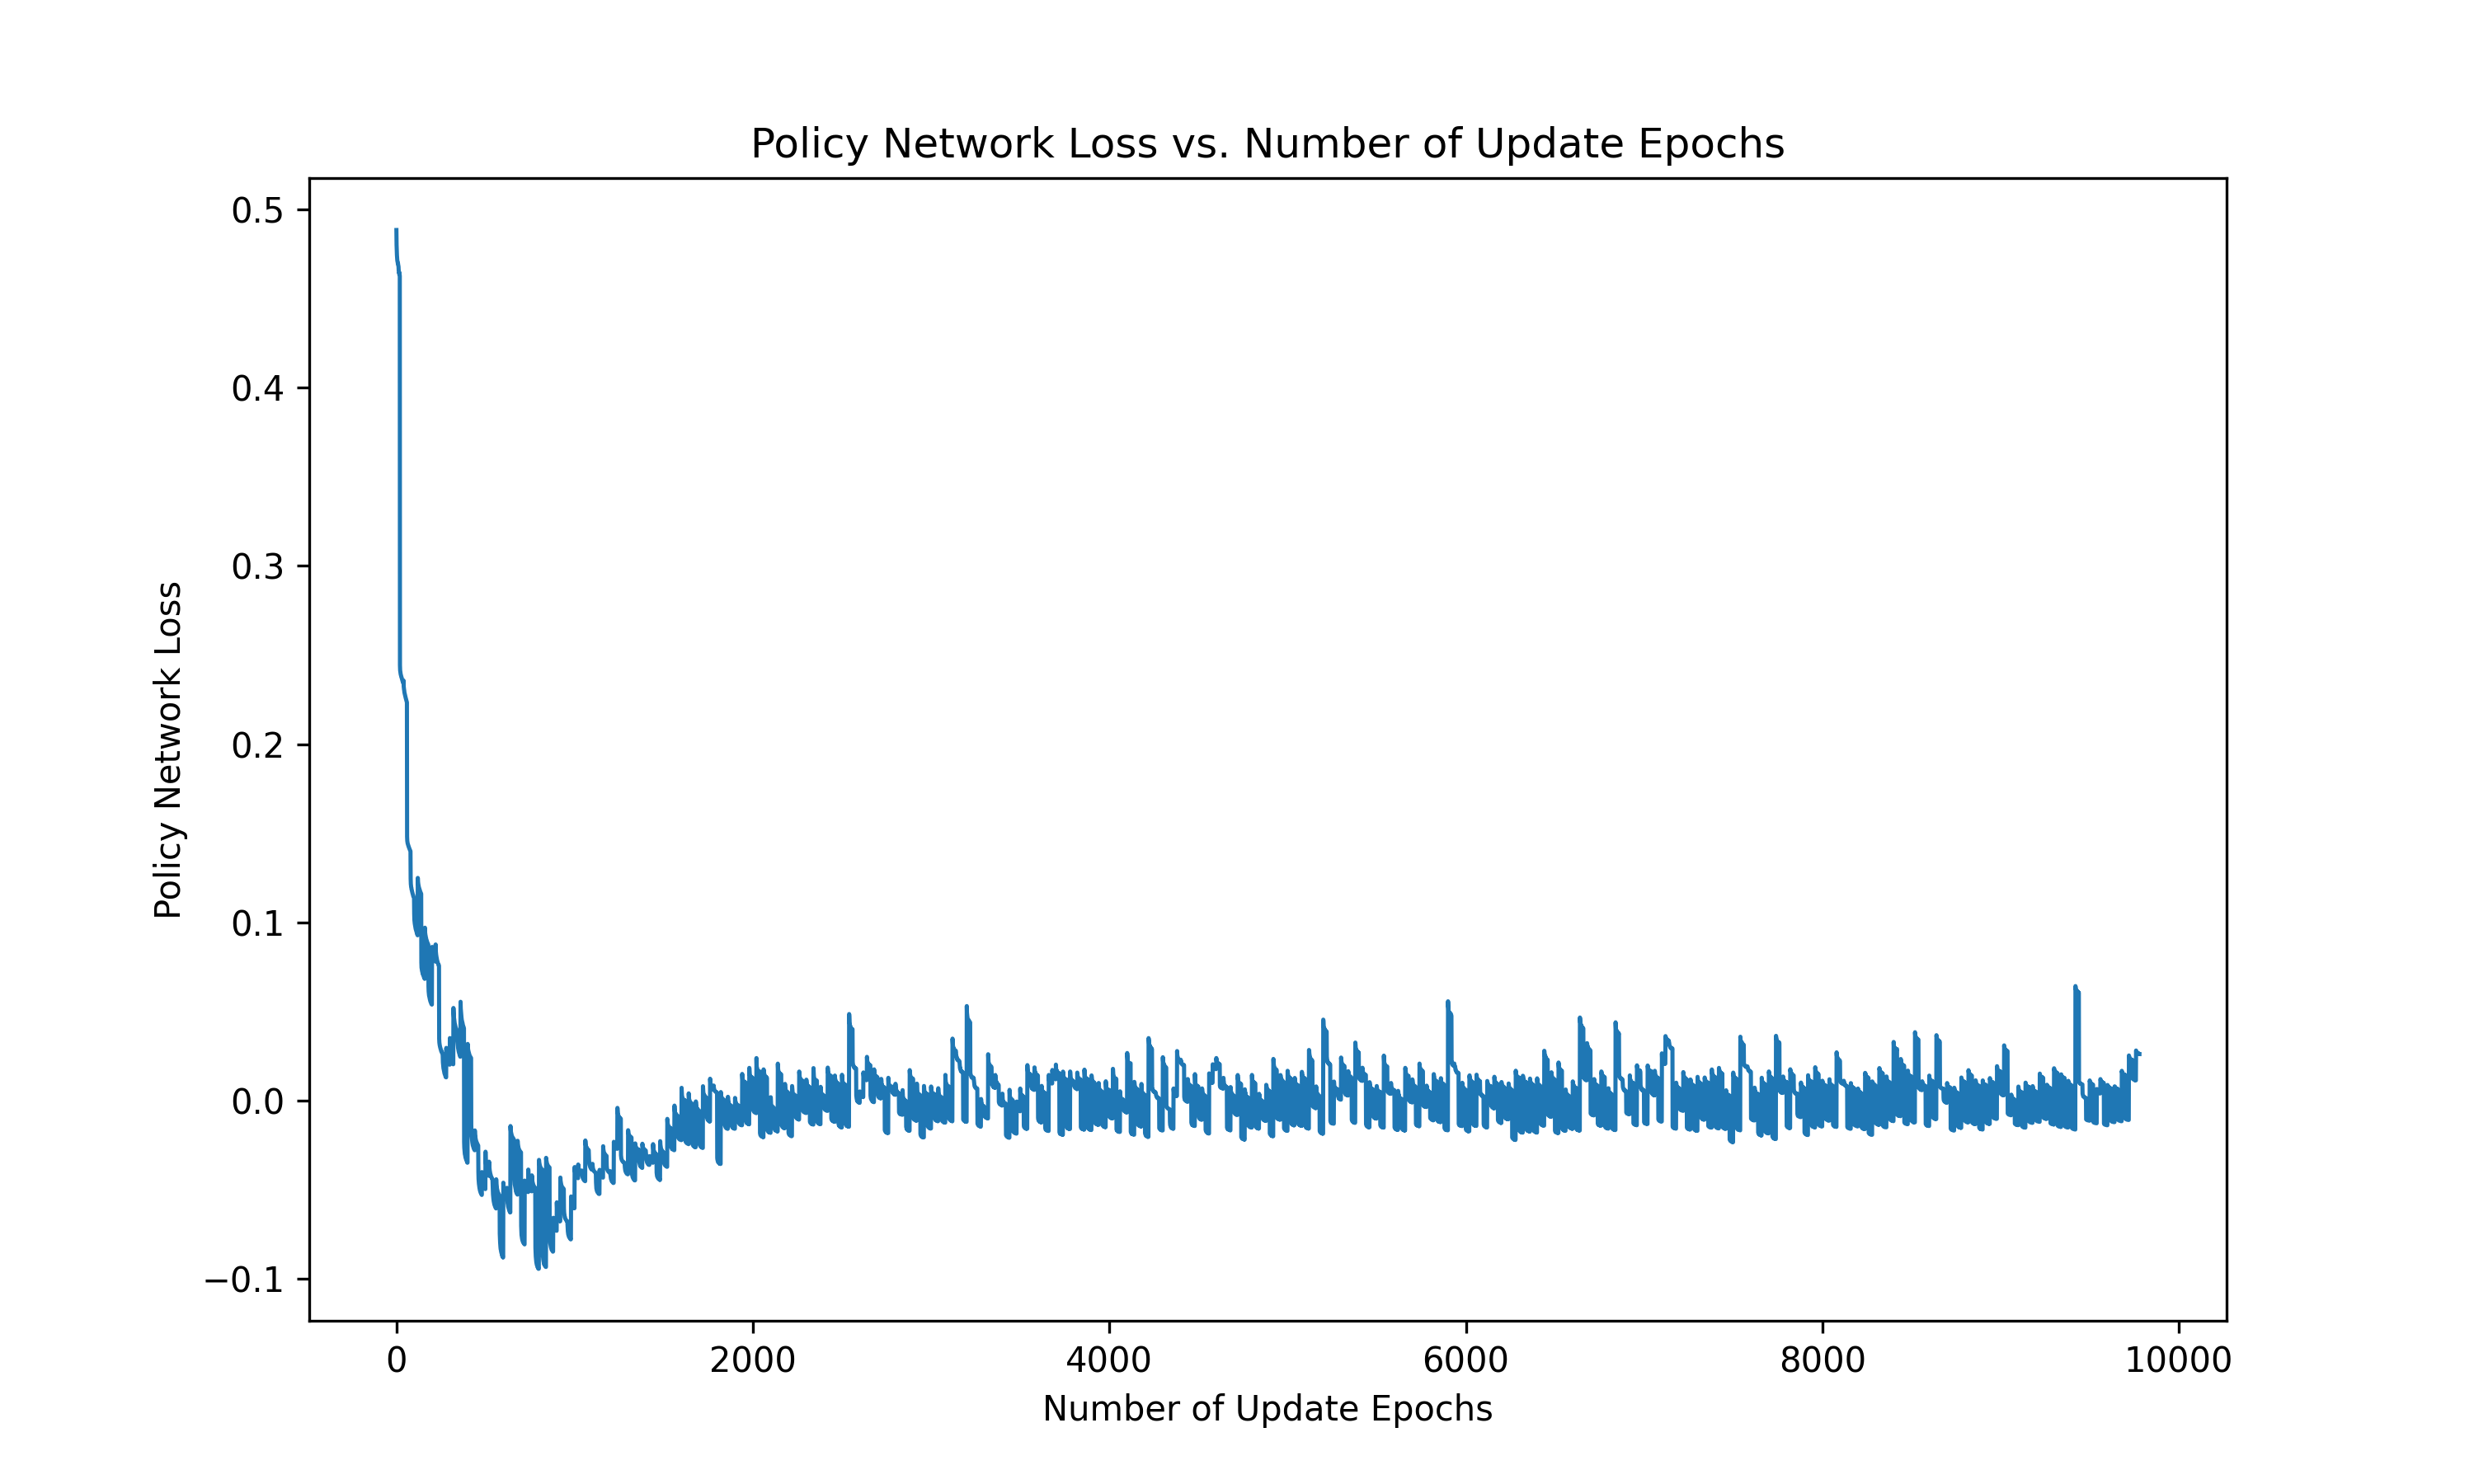 Policy Network Loss vs. Number of Update Epochs
0.5
0.4
0.3
0.2
0.1
0.0
−0.1
Policy Network Loss
0 2000 4000 6000 8000 10000
Number of Update Epochs